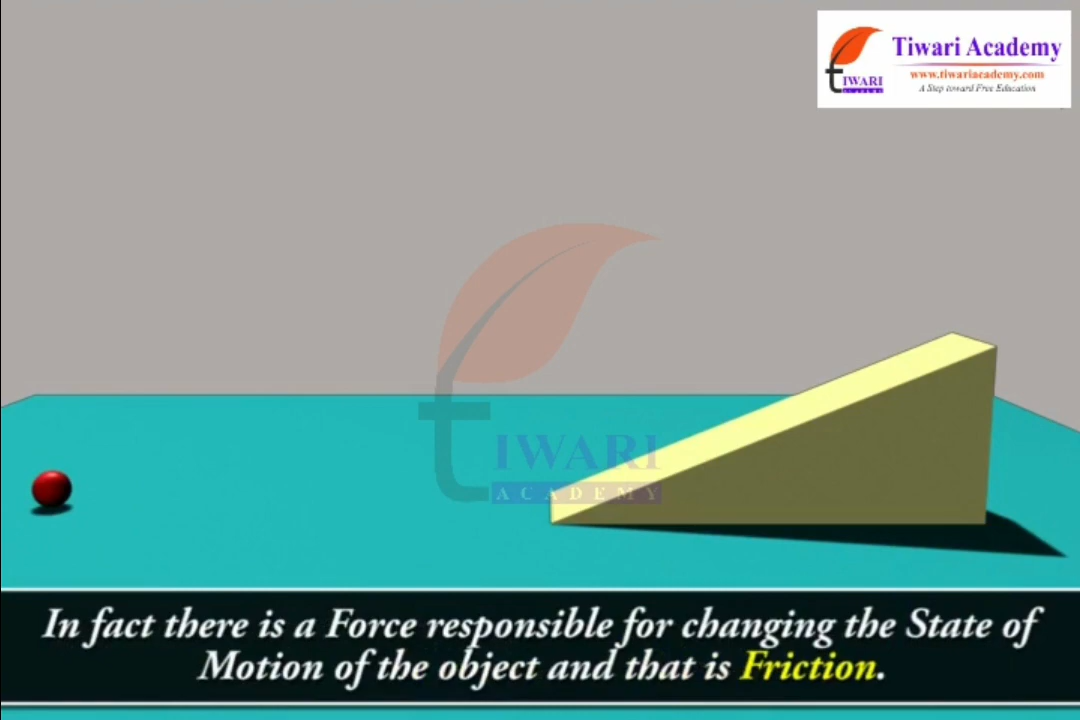 Tiwari Academy
www.tiwariacademy.com
A Step toward Free Education
tIWARI
ACADEMY
tIWARI
ACADEMY
In fact there is a Force responsible for changing the State of
Motion of the object and that is Friction.